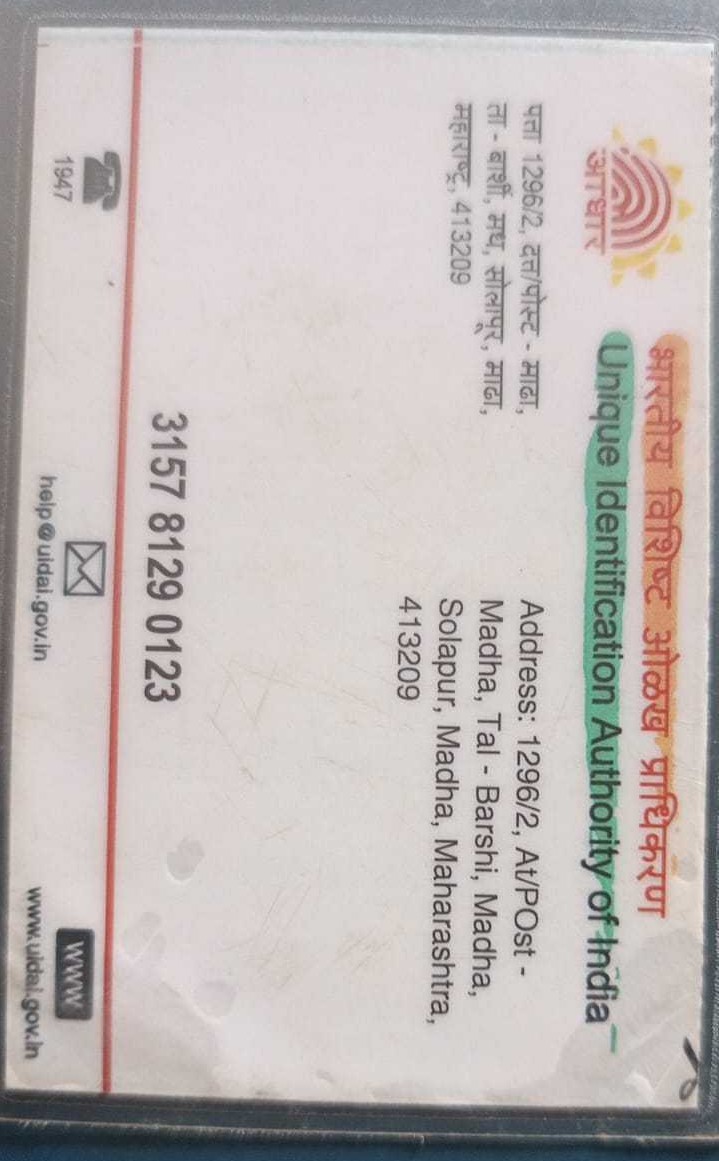 भारतीय विशिष्ट ओळख प्राधिकरण
Unique Identification Authority of India
आधार
पत्ता 1296/2, दत्त/पोस्ट - माढा,
ता - बार्शी, मध, सोलापूर, माढा,
महाराष्ट्र, 413209
Address: 1296/2, At/POst -
Madha, Tal - Barshi, Madha,
Solapur, Madha, Maharashtra,
413209
3157 8129 0123
1947
help@uidai.gov.in
www
www.uidai.gov.in